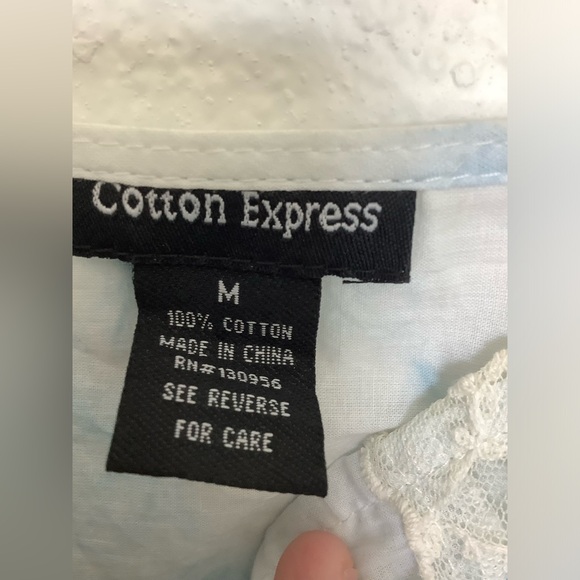 Cotton Express
M
100% COTTON
MADE IN CHINA
RN#130956
SEE REVERSE
FOR CARE